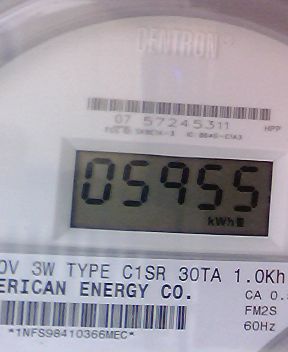 CENTRON
07 57245311
HPP
05955
kWh
0V 3W TYPE C1SR 30TA 1.0Kh
ERICAN ENERGY CO.
CA 0.
FM2S
60Hz
*1NFS98410366MEC*